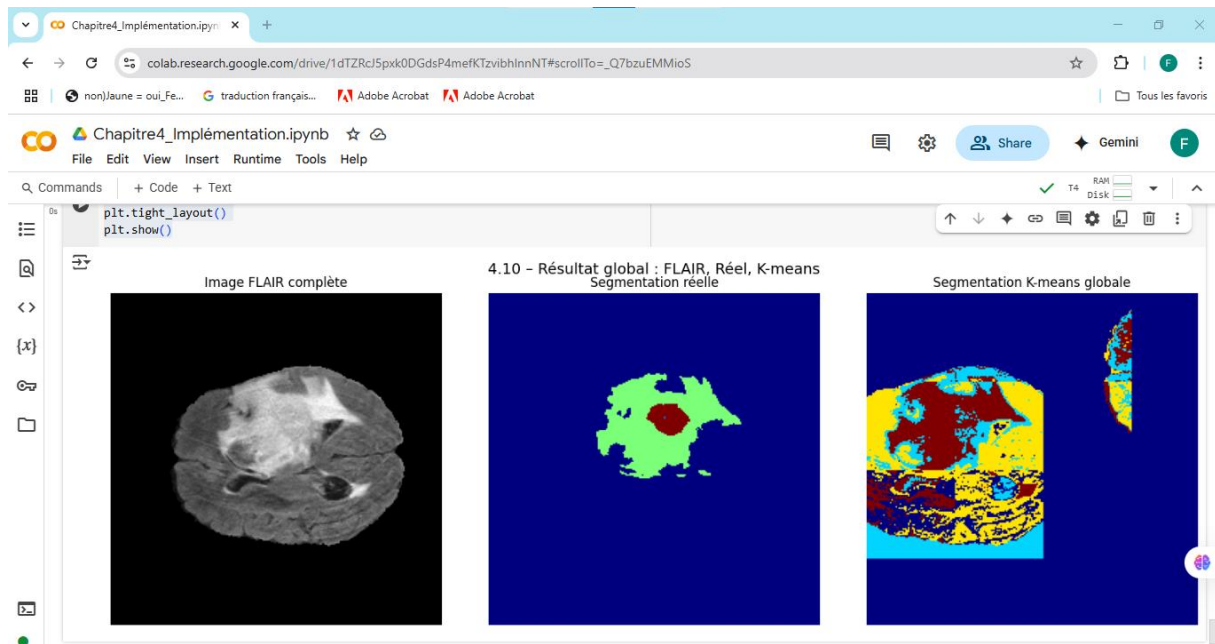 Chapitre4_Implémentation.ipyn
colab.research.google.com/drive/1dTZRcJ5pxk0DGdsP4mefKTzvibhInnNT#scrollTo=_Q7bzuEMMioS
non)Jaune = oui_Fe...
traduction français...
Adobe Acrobat
Adobe Acrobat
Tous les favoris
CO
Chapitre4_Implémentation.ipynb
Share
Gemini
F
File Edit View Insert Runtime Tools Help
Commands + Code + Text
T4
RAM
Disk
0s
plt.tight_layout()
plt.show()
{x}
4.10 – Résultat global : FLAIR, Réel, K-means
Image FLAIR complète
Segmentation réelle
Segmentation K-means globale